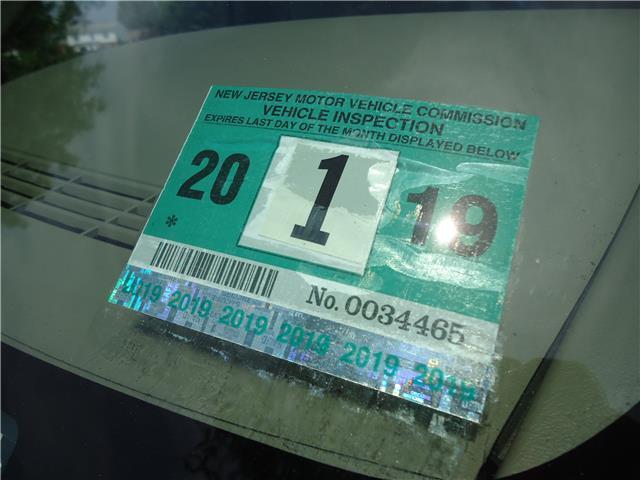 NEW JERSEY MOTOR VEHICLE COMMISSION
VEHICLE INSPECTION
EXPIRES LAST DAY OF THE MONTH DISPLAYED BELOW
20 1 19
*
No. 0034465
2019 2019 2019 2019 2019 2019